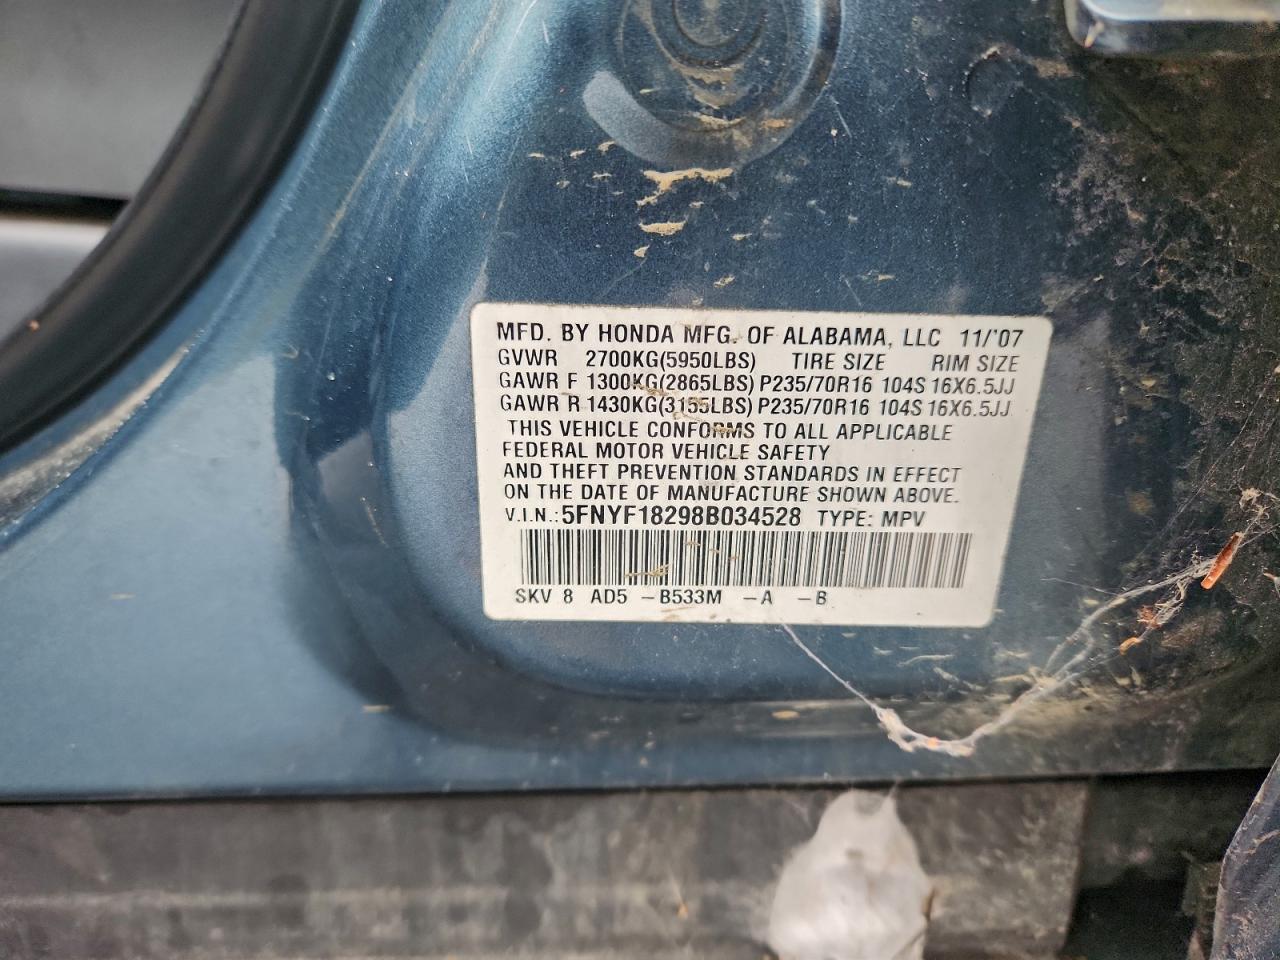 MFD. BY HONDA MFG. OF ALABAMA, LLC 11/'07
GVWR 2700KG(5950LBS) TIRE SIZE RIM SIZE
GAWR F 1300KG(2865LBS) P235/70R16 104S 16X6.5JJ
GAWR R 1430KG(3155LBS) P235/70R16 104S 16X6.5JJ
THIS VEHICLE CONFORMS TO ALL APPLICABLE
FEDERAL MOTOR VEHICLE SAFETY
AND THEFT PREVENTION STANDARDS IN EFFECT
ON THE DATE OF MANUFACTURE SHOWN ABOVE.
V.I.N.: 5FNYF18298B034528 TYPE: MPV
SKV 8 AD5 -B533M -A -B